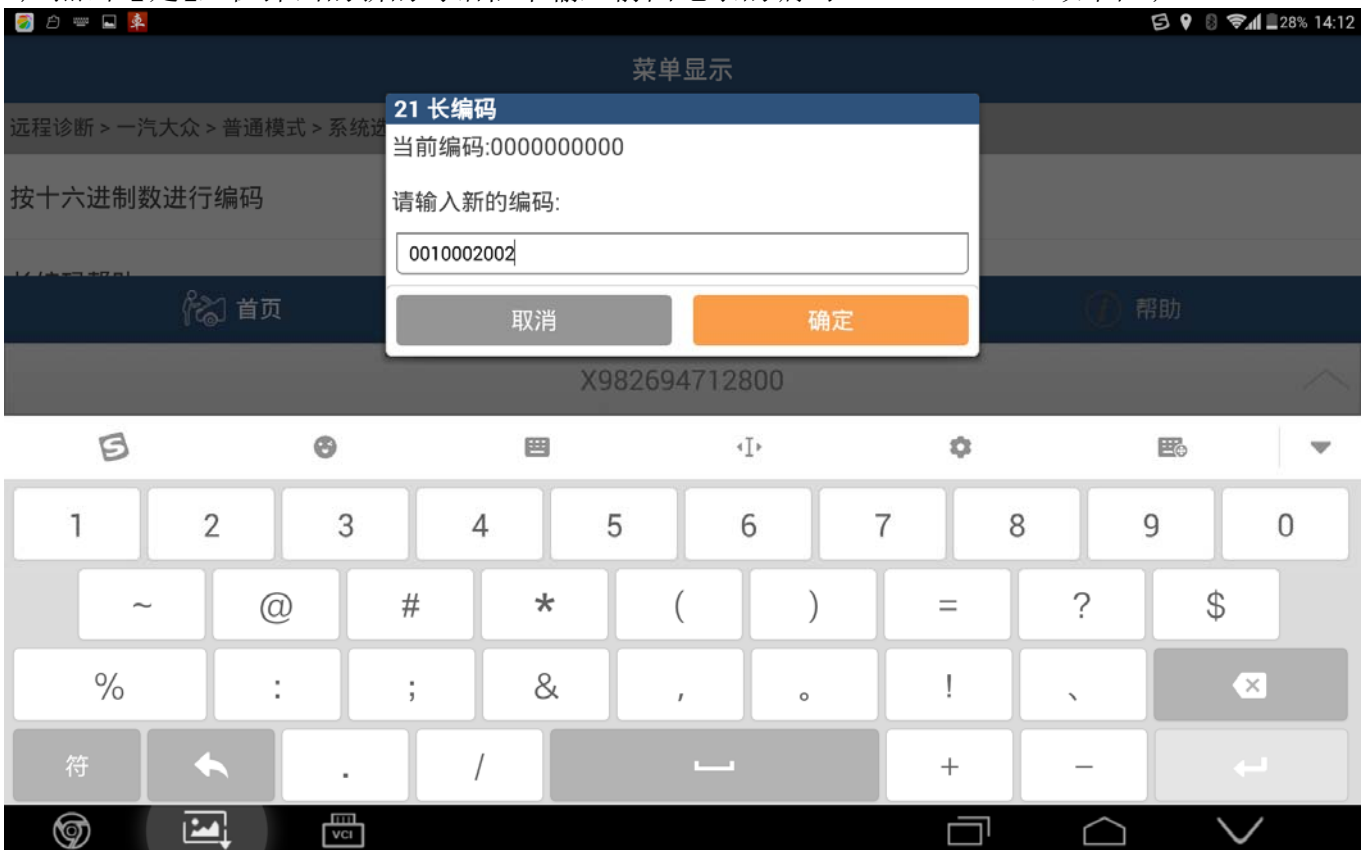 28% 14:12
菜单显示
远程诊断 > 一汽大众 > 普通模式 > 系统选
21 长编码
当前编码:0000000000
按十六进制数进行编码
请输入新的编码:
0010002002
首页
取消
确定
帮助
X982694712800
1 2 3 4 5 6 7 8 9 0
~ @ # * ( ) = ? $
% : ; & , 。 ! 、
符 . / + −
VCI